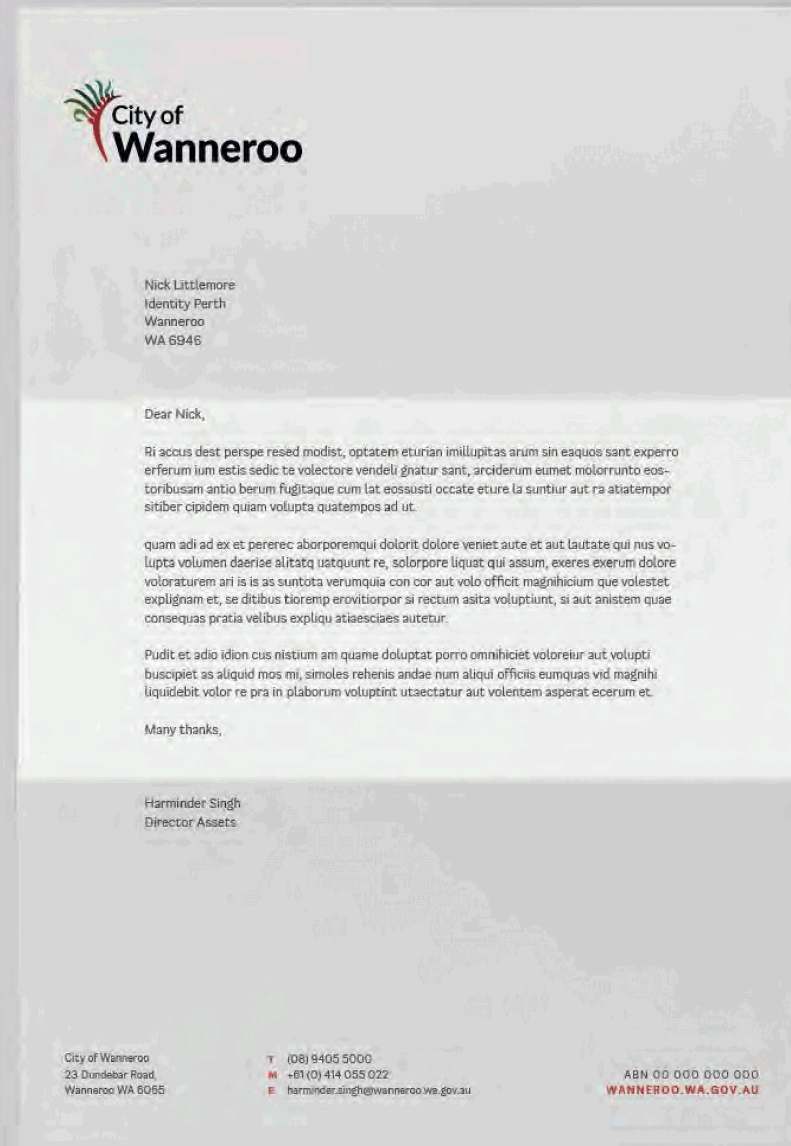 City of
Wanneroo
Nick Littlemore
Identity Perth
Wanneroo
WA 6946
Dear Nick,
Ri accus dest perspe resed modist, optatem eturian imillupitas arum sin eaquos sant experro
erferum ium estis sedic te volectore vendeli gnatur sant, arciderum eumet molorrunto eos-
toribusam antio berum fugitaque cum lat eossusti occate eture la suntiur aut ra atiatempor
sitiber cipidem quiam volupta quatempos ad ut.
quam adi ad ex et pererec aborporemqui dolorit dolore veniet aute et aut lautate qui nus vo-
lupta volumen daeriae alitatq uatquunt re, solorpore liquat qui assum, exeres exerum dolore
voloraturem ari is is as suntota verumquia con cor aut volo officit magnihicium que volestet
explignam et, se ditibus tioremp erovitiorpor si rectum asita voluptiunt, si aut anistem quae
consequas pratia velibus expliqu atiaesciaes autetur.
Pudit et adio idion cus nistium am quame doluptat porro omnihiciet voloreiur aut volupti
buscipiet as aliquid mos mi, simoles rehenis andae num aliqui officiis eumquas vid magnihi
liquidebit volor re pra in plaborum voluptint utaectatur aut volentem asperat ecerum et.
Many thanks,
Harminder Singh
Director Assets
City of Wanneroo
23 Dundebar Road,
Wanneroo WA 6065
T (08) 9405 5000
M +61 (0) 414 055 022
E harminder.singh@wanneroo.wa.gov.au
ABN 00 000 000 000
WANNEROO.WA.GOV.AU